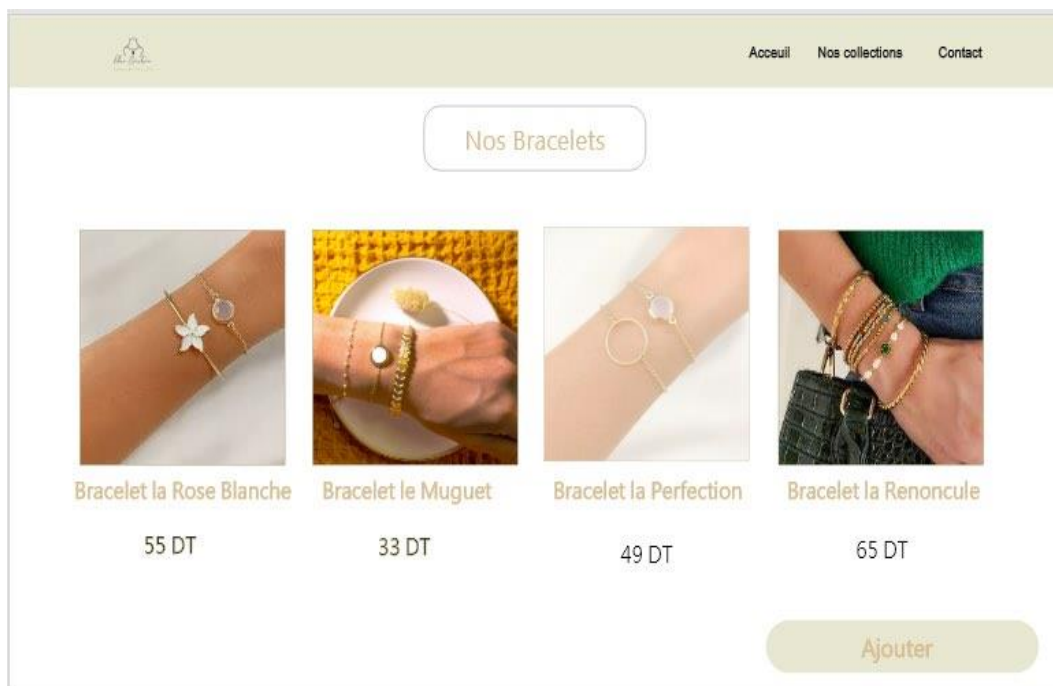 Acceuil Nos collections Contact
Nos Bracelets
Bracelet la Rose Blanche
Bracelet le Muguet
Bracelet la Perfection
Bracelet la Renoncule
55 DT
33 DT
49 DT
65 DT
Ajouter